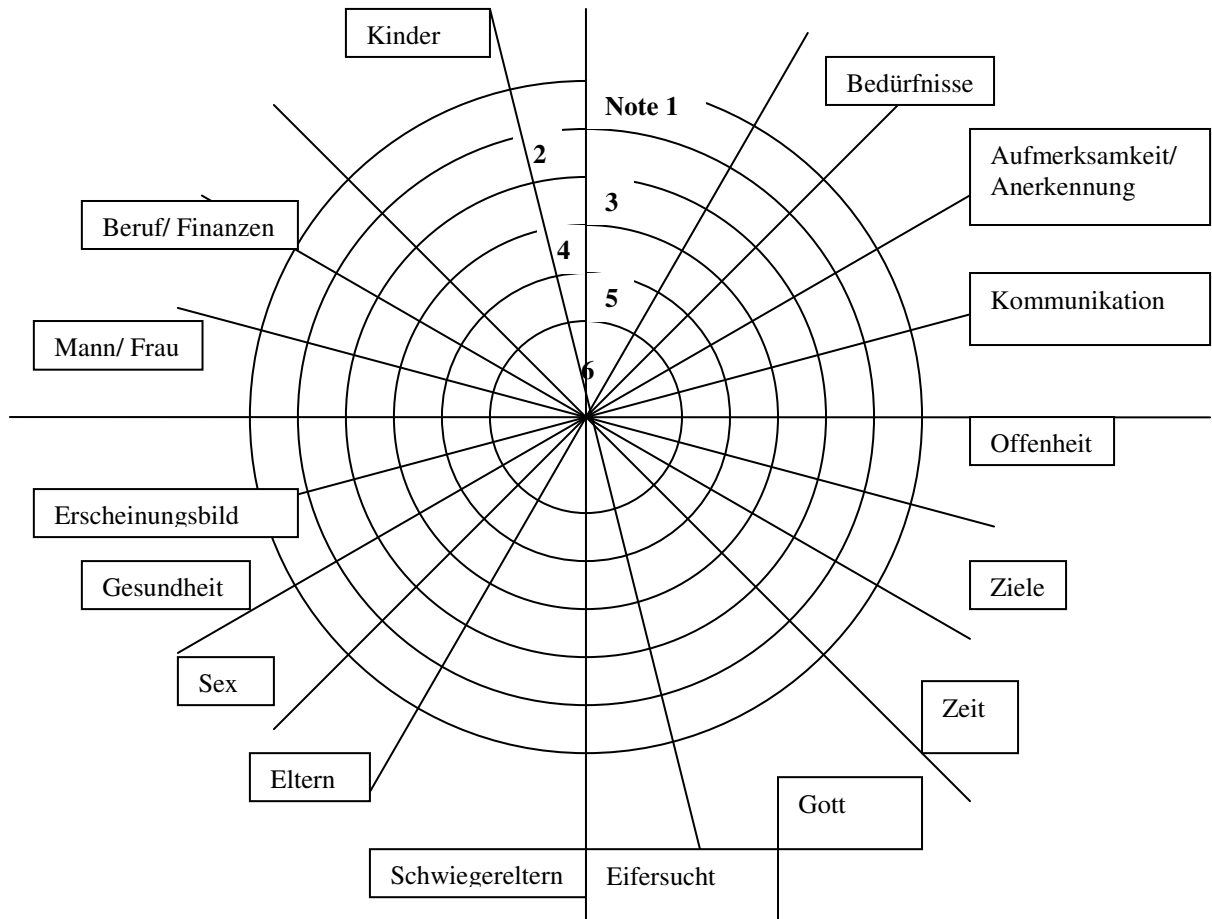 Kinder
Bedürfnisse
Note 1
2
Aufmerksamkeit/
Anerkennung
3
Beruf/ Finanzen
4
Kommunikation
5
Mann/ Frau
6
Offenheit
Erscheinungsbild
Gesundheit
Ziele
Sex
Zeit
Eltern
Gott
Schwiegereltern
Eifersucht